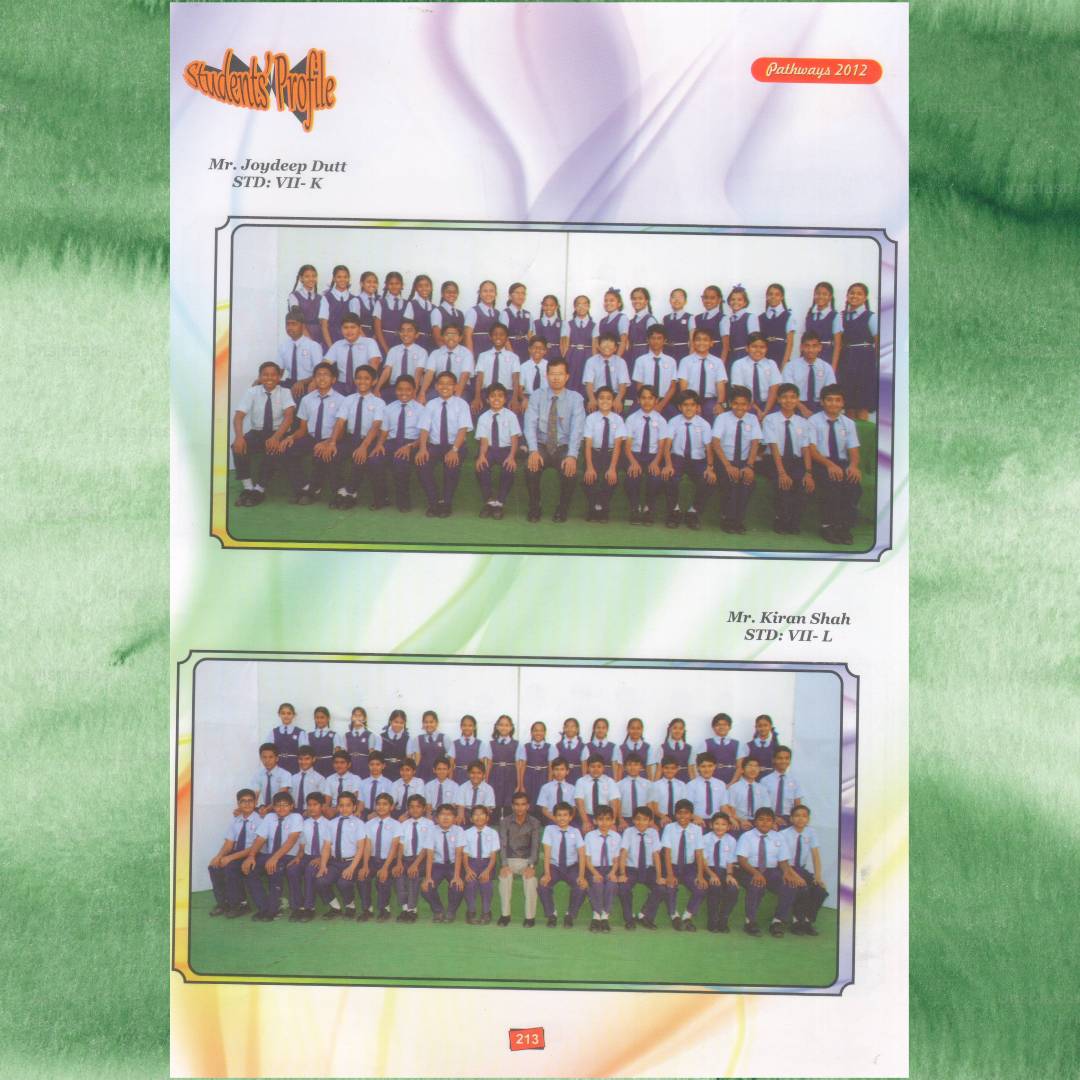 Students' Profile
Pathways 2012
Mr. Joydeep Dutt
STD: VII- K
Mr. Kiran Shah
STD: VII- L
213